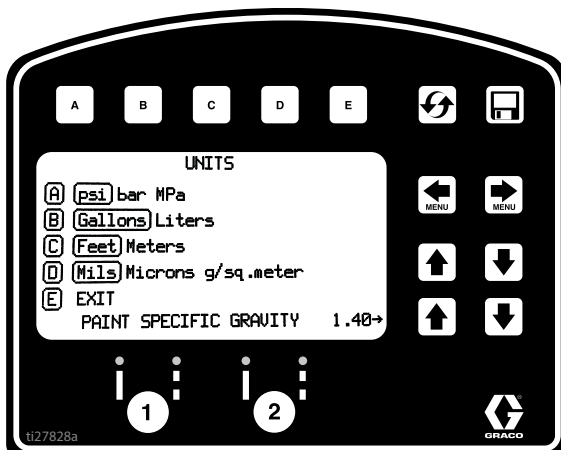 A B C D E
UNITS
A psi bar MPa
B Gallons Liters
C Feet Meters
D Mils Microns g/sq.meter
E EXIT
PAINT SPECIFIC GRAVITY 1.40→
MENU MENU
1 2
ti27828a
GRACO